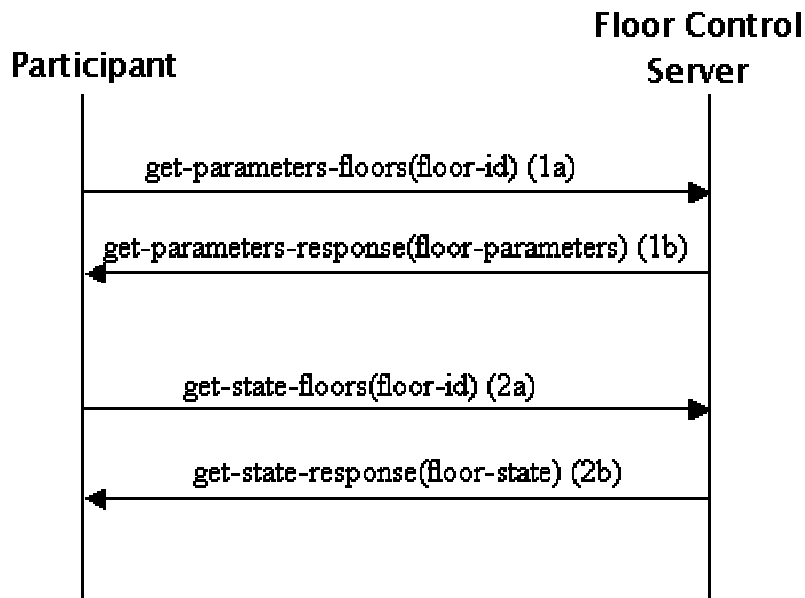 Floor Control
Participant
Server
get-parameters-floors(floor-id) (1a)
get-parameters-response(floor-parameters) (1b)
get-state-floors(floor-id) (2a)
get-state-response(floor-state) (2b)